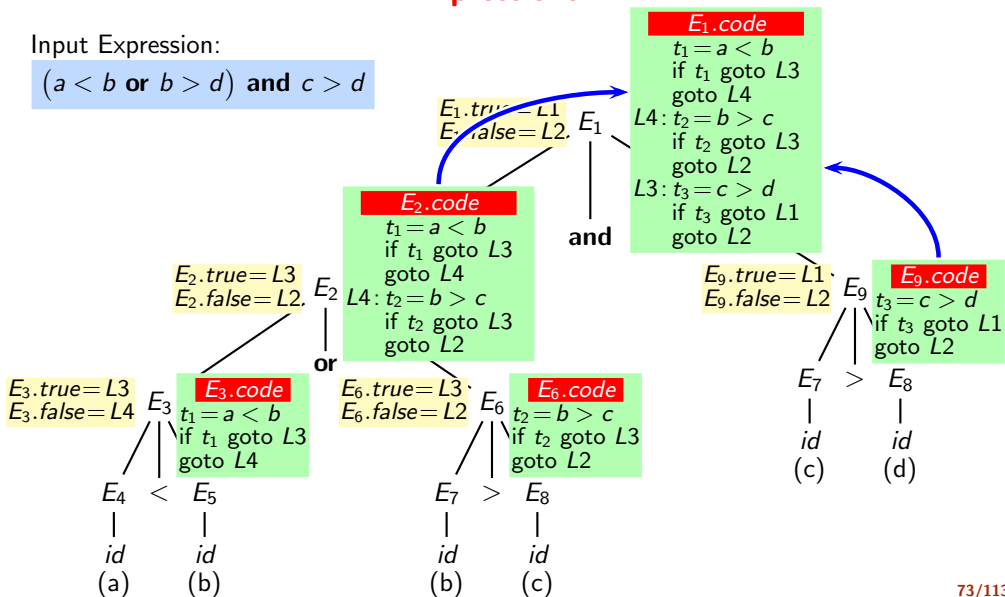 Input Expression:
(a < b or b > d) and c > d
E₁.code
t₁ = a < b
if t₁ goto L3
goto L4
L4: t₂ = b > c
if t₂ goto L3
goto L2
L3: t₃ = c > d
if t₃ goto L1
goto L2
E₁.true = L1
E₁.false = L2
E₁
and
E₂.code
t₁ = a < b
if t₁ goto L3
goto L4
L4: t₂ = b > c
if t₂ goto L3
goto L2
E₂.true = L3
E₂.false = L2
E₂
or
E₉.true = L1
E₉.false = L2
E₉
E₉.code
t₃ = c > d
if t₃ goto L1
goto L2
E₇ > E₈
id id
(c) (d)
E₃.true = L3
E₃.false = L4
E₃
E₃.code
t₁ = a < b
if t₁ goto L3
goto L4
E₆.true = L3
E₆.false = L2
E₆
E₆.code
t₂ = b > c
if t₂ goto L3
goto L2
E₄ < E₅
id id
(a) (b)
E₇ > E₈
id id
(b) (c)
73/113